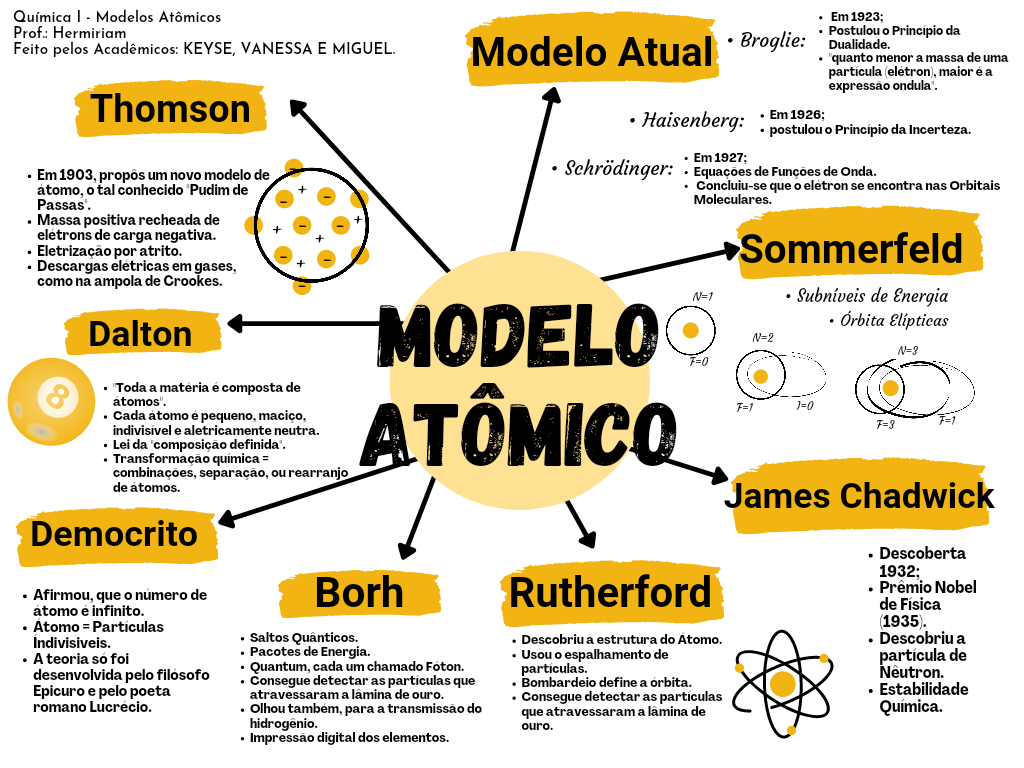 Química I - Modelos Atômicos
Prof.: Hermiriam
Feito pelos Acadêmicos: KEYSE, VANESSA E MIGUEL.
Modelo Atual
• Broglie:
• Em 1923;
• Postulou o Princípio da
Dualidade.
• "quanto menor a massa de uma
partícula (elétron), maior é a
expressão ondula".
• Haisenberg:
• Em 1926;
• postulou o Princípio da Incerteza.
• Schrödinger:
• Em 1927;
• Equações de Funções de Onda.
• Concluiu-se que o elétron se encontra nas Orbitais
Moleculares.
Thomson
• Em 1903, propôs um novo modelo de
átomo, o tal conhecido "Pudim de
Passas".
• Massa positiva recheada de
elétrons de carga negativa.
• Eletrização por atrito.
• Descargas elétricas em gases,
como na ampola de Crookes.
Sommerfeld
• Subníveis de Energia
• Órbita Elípticas
N=1
F=0
N=2
F=1
I=0
N=3
F=3
F=1
MODELO
ATÔMICO
Dalton
8
• "Toda a matéria é composta de
átomos".
• Cada átomo é pequeno, maciço,
indivisível e aletricamente neutra.
• Lei da "composição definida".
• Transformação química =
combinações, separação, ou rearranjo
de átomos.
James Chadwick
• Descoberta
1932;
• Prêmio Nobel
de Física
(1935).
• Descobriu a
partícula de
Nêutron.
• Estabilidade
Química.
Democrito
• Afirmou, que o número de
átomo é infinito.
• Átomo = Partículas
Indivisíveis.
• A teoria só foi
desenvolvida pelo filósofo
Epicuro e pelo poeta
romano Lucrécio.
Borh
• Saltos Quânticos.
• Pacotes de Energia.
• Quantum, cada um chamado Fóton.
• Consegue detectar as partículas que
atravessaram a lâmina de ouro.
• Olhou também, para a transmissão do
hidrogênio.
• Impressão digital dos elementos.
Rutherford
• Descobriu a estrutura do Átomo.
• Usou o espalhamento de
partículas.
• Bombardeio define a órbita.
• Consegue detectar as partículas
que atravessaram a lâmina de
ouro.